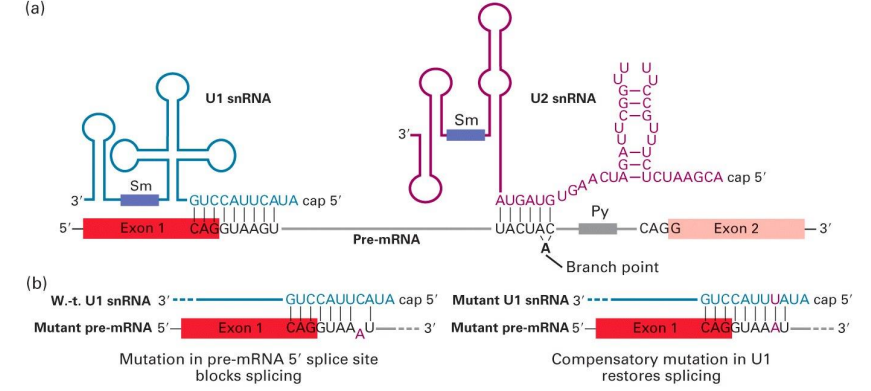 (a)
U1 snRNA
U2 snRNA
Sm
Sm
3′
3′
GUCCAUUCAUA cap 5′
AUGAUGUGAACUAGAUUCGGUU
UUCCGUUUCUCUAAGCA cap 5′
5′
Exon 1
CAGGUAAGU
Pre-mRNA
UACUAC
A
Branch point
Py
CAGG
Exon 2
3′
(b)
W.-t. U1 snRNA 3′ GUCCAUUCAUA cap 5′
Mutant pre-mRNA 5′ Exon 1 CAGGUAAAU 3′
Mutation in pre-mRNA 5′ splice site
blocks splicing
Mutant U1 snRNA 3′ GUCCAUUUAUA cap 5′
Mutant pre-mRNA 5′ Exon 1 CAGGUAAAU 3′
Compensatory mutation in U1
restores splicing